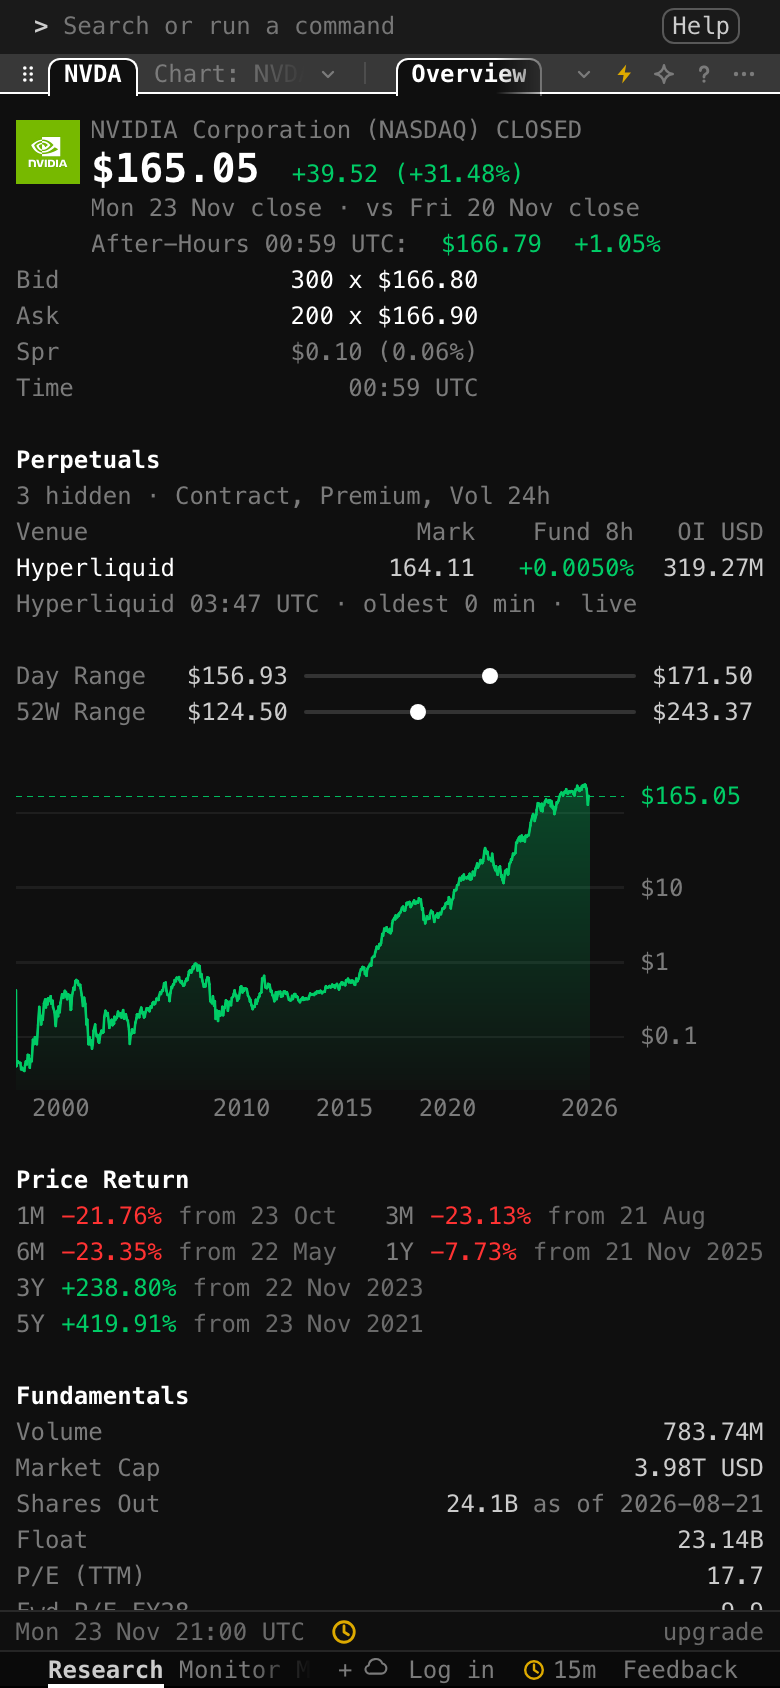 > Search or run a command Help
NVDA Chart: NVD Overview ? ...
NVIDIA
NVIDIA Corporation (NASDAQ) CLOSED
$165.05 +39.52 (+31.48%)
Mon 23 Nov close · vs Fri 20 Nov close
After-Hours 00:59 UTC: $166.79 +1.05%
Bid 300 x $166.80
Ask 200 x $166.90
Spr $0.10 (0.06%)
Time 00:59 UTC
Perpetuals
3 hidden · Contract, Premium, Vol 24h
Venue Mark Fund 8h OI USD
Hyperliquid 164.11 +0.0050% 319.27M
Hyperliquid 03:47 UTC · oldest 0 min · live
Day Range $156.93 $171.50
52W Range $124.50 $243.37
$165.05
$10
$1
$0.1
2000 2010 2015 2020 2026
Price Return
1M -21.76% from 23 Oct 3M -23.13% from 21 Aug
6M -23.35% from 22 May 1Y -7.73% from 21 Nov 2025
3Y +238.80% from 22 Nov 2023
5Y +419.91% from 23 Nov 2021
Fundamentals
Volume 783.74M
Market Cap 3.98T USD
Shares Out 24.1B as of 2026-08-21
Float 23.14B
P/E (TTM) 17.7
Fwd P/E FY28
Mon 23 Nov 21:00 UTC upgrade
Research Monitor M + Log in 15m Feedback